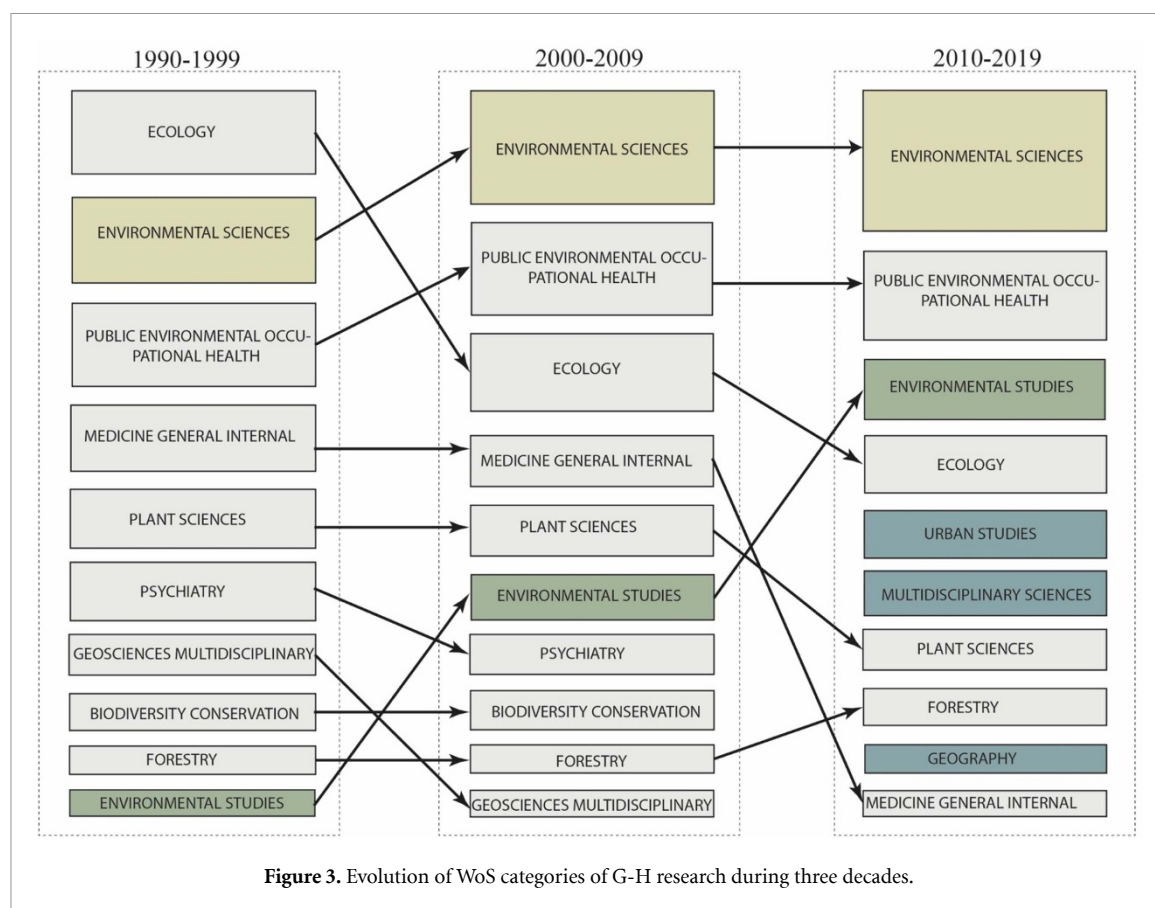 1990-1999
ECOLOGY
ENVIRONMENTAL SCIENCES
PUBLIC ENVIRONMENTAL OCCU-
PATIONAL HEALTH
MEDICINE GENERAL INTERNAL
PLANT SCIENCES
PSYCHIATRY
GEOSCIENCES MULTIDISCIPLINARY
BIODIVERSITY CONSERVATION
FORESTRY
ENVIRONMENTAL STUDIES
2000-2009
ENVIRONMENTAL SCIENCES
PUBLIC ENVIRONMENTAL OCCU-
PATIONAL HEALTH
ECOLOGY
MEDICINE GENERAL INTERNAL
PLANT SCIENCES
ENVIRONMENTAL STUDIES
PSYCHIATRY
BIODIVERSITY CONSERVATION
FORESTRY
GEOSCIENCES MULTIDISCIPLINARY
2010-2019
ENVIRONMENTAL SCIENCES
PUBLIC ENVIRONMENTAL OCCU-
PATIONAL HEALTH
ENVIRONMENTAL STUDIES
ECOLOGY
URBAN STUDIES
MULTIDISCIPLINARY SCIENCES
PLANT SCIENCES
FORESTRY
GEOGRAPHY
MEDICINE GENERAL INTERNAL
Figure 3. Evolution of WoS categories of G-H research during three decades.